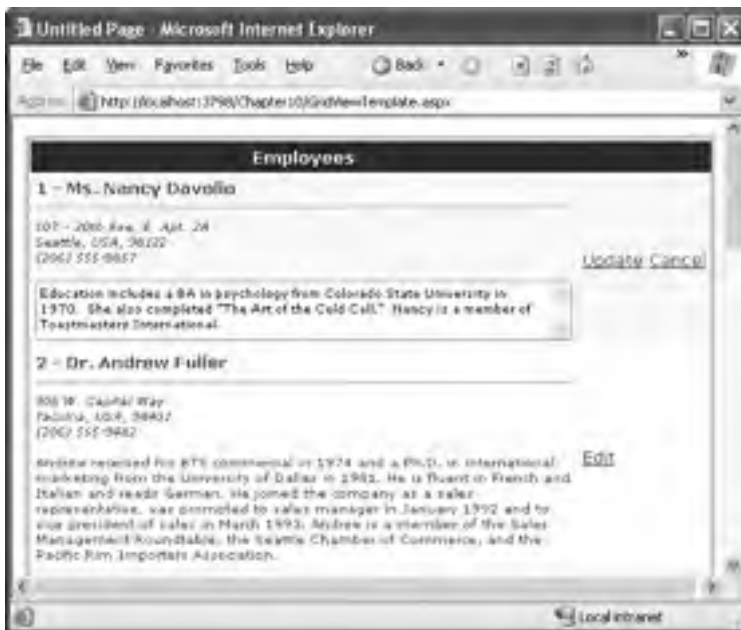 Untitled Page - Microsoft Internet Explorer
File Edit View Favorites Tools Help Back
Address http://localhost:3798/Chapter10/GridViewTemplate.aspx
Employees
1 - Ms. Nancy Davolio
507 - 20th Ave. E. Apt. 2A
Seattle, USA, 98122
(206) 555-9857
Update Cancel
Education includes a BA in psychology from Colorado State University in
1970. She also completed "The Art of the Cold Call." Nancy is a member of
Toastmasters International.
2 - Dr. Andrew Fuller
908 W. Capital Way
Tacoma, USA, 98401
(206) 555-9482
Edit
Andrew received his BTS commercial in 1974 and a Ph.D. in international
marketing from the University of Dallas in 1981. He is fluent in French and
Italian and reads German. He joined the company as a sales
representative, was promoted to sales manager in January 1992 and to
vice president of sales in March 1993. Andrew is a member of the Sales
Management Roundtable, the Seattle Chamber of Commerce, and the
Pacific Rim Importers Association.
Local intranet